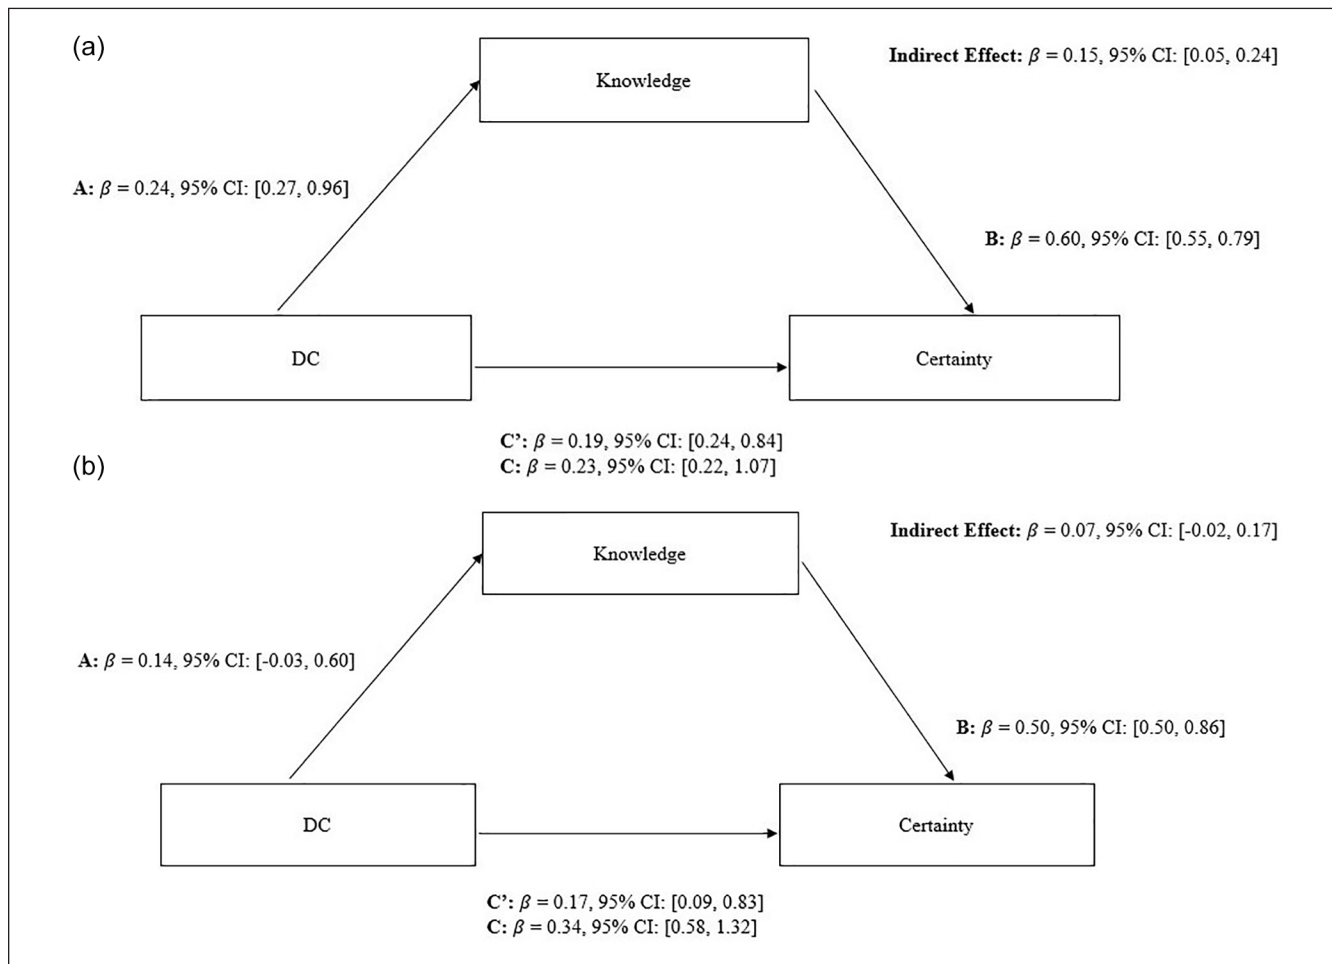 (a)
Knowledge
Indirect Effect: β = 0.15, 95% CI: [0.05, 0.24]
A: β = 0.24, 95% CI: [0.27, 0.96]
B: β = 0.60, 95% CI: [0.55, 0.79]
DC
Certainty
C’: β = 0.19, 95% CI: [0.24, 0.84]
C: β = 0.23, 95% CI: [0.22, 1.07]
(b)
Knowledge
Indirect Effect: β = 0.07, 95% CI: [-0.02, 0.17]
A: β = 0.14, 95% CI: [-0.03, 0.60]
B: β = 0.50, 95% CI: [0.50, 0.86]
DC
Certainty
C’: β = 0.17, 95% CI: [0.09, 0.83]
C: β = 0.34, 95% CI: [0.58, 1.32]